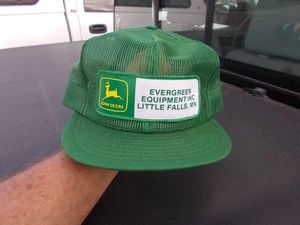 JOHN DEERE
EVERGREEN
EQUIPMENT INC
LITTLE FALLS, MN